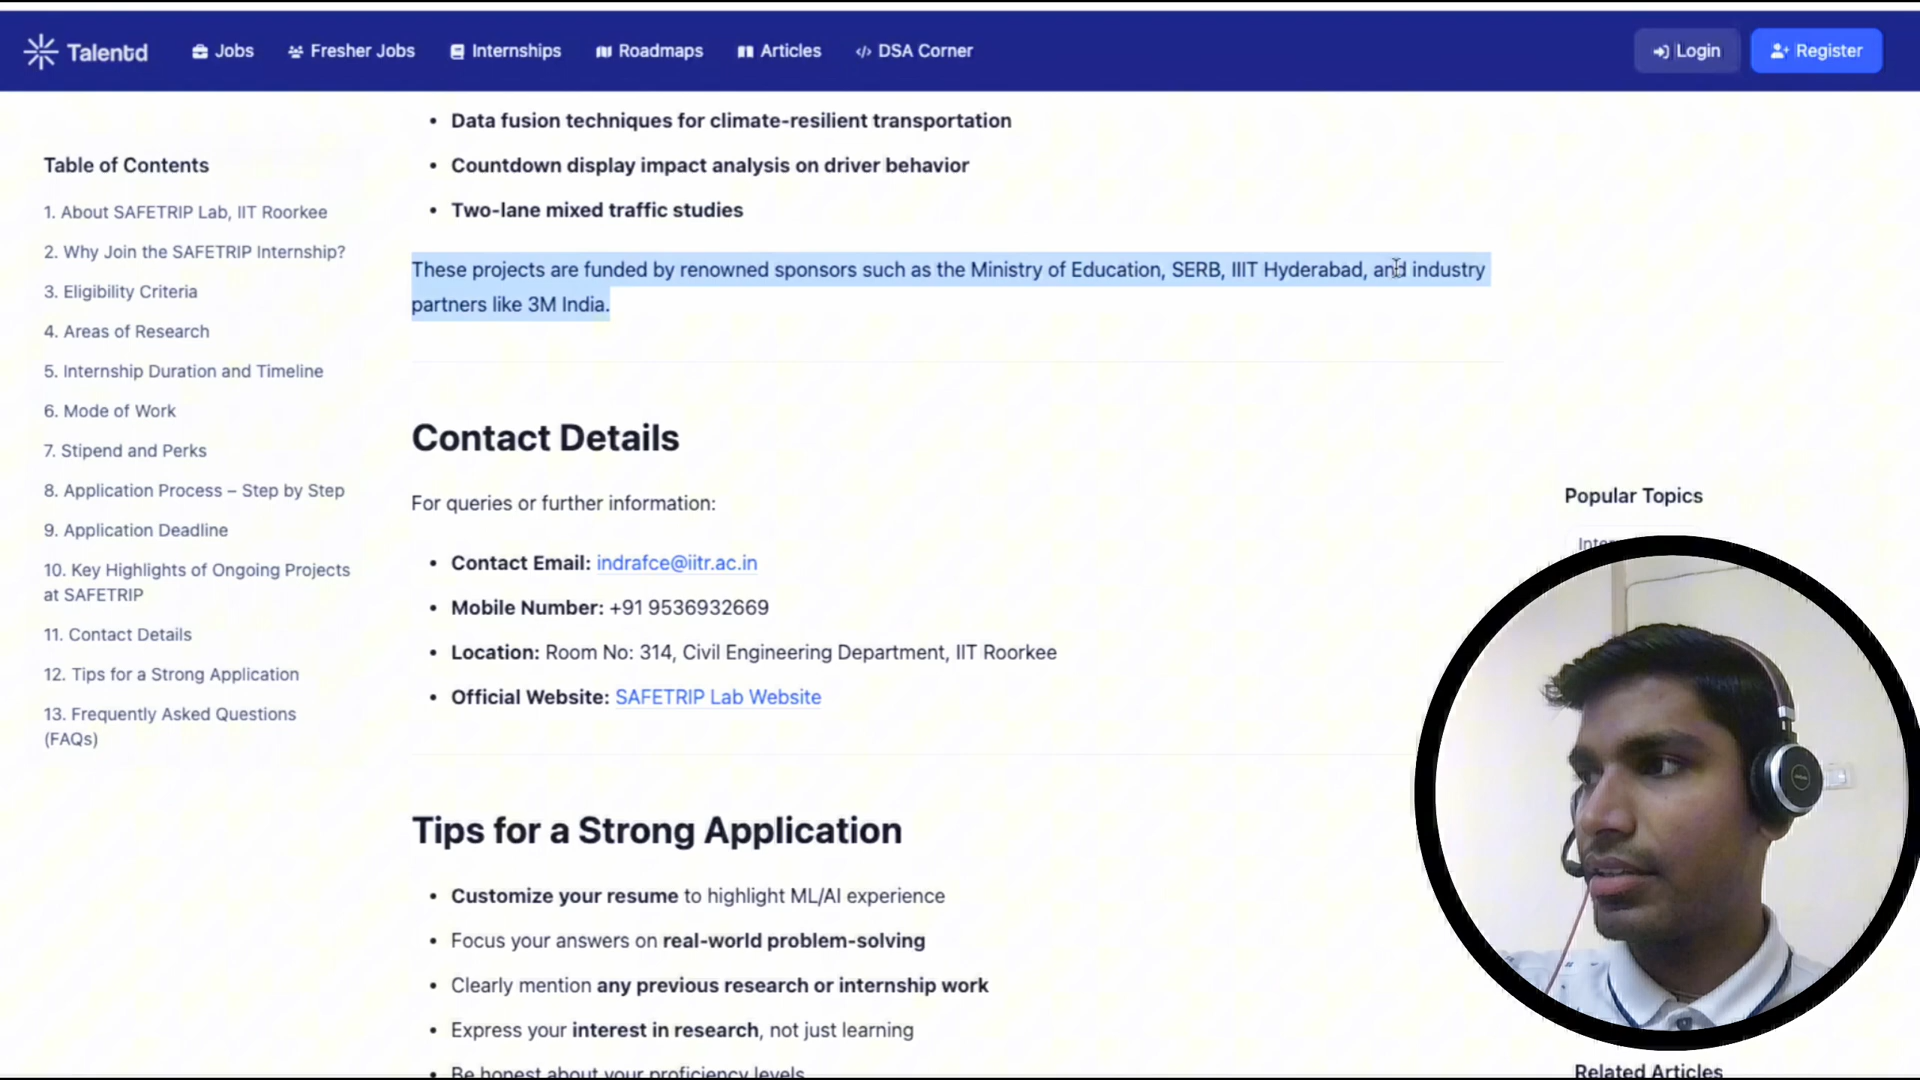 Talentd
Jobs
Fresher Jobs
Internships
Roadmaps
Articles
DSA Corner
Login
Register
Table of Contents
1. About SAFETRIP Lab, IIT Roorkee
2. Why Join the SAFETRIP Internship?
3. Eligibility Criteria
4. Areas of Research
5. Internship Duration and Timeline
6. Mode of Work
7. Stipend and Perks
8. Application Process – Step by Step
9. Application Deadline
10. Key Highlights of Ongoing Projects
at SAFETRIP
11. Contact Details
12. Tips for a Strong Application
13. Frequently Asked Questions
(FAQs)
• Data fusion techniques for climate-resilient transportation
• Countdown display impact analysis on driver behavior
• Two-lane mixed traffic studies
These projects are funded by renowned sponsors such as the Ministry of Education, SERB, IIIT Hyderabad, and industry
partners like 3M India.
Contact Details
For queries or further information:
• Contact Email: indrafce@iitr.ac.in
• Mobile Number: +91 9536932669
• Location: Room No: 314, Civil Engineering Department, IIT Roorkee
• Official Website: SAFETRIP Lab Website
Tips for a Strong Application
• Customize your resume to highlight ML/AI experience
• Focus your answers on real-world problem-solving
• Clearly mention any previous research or internship work
• Express your interest in research, not just learning
• Be honest about your proficiency levels
Popular Topics
Related Articles